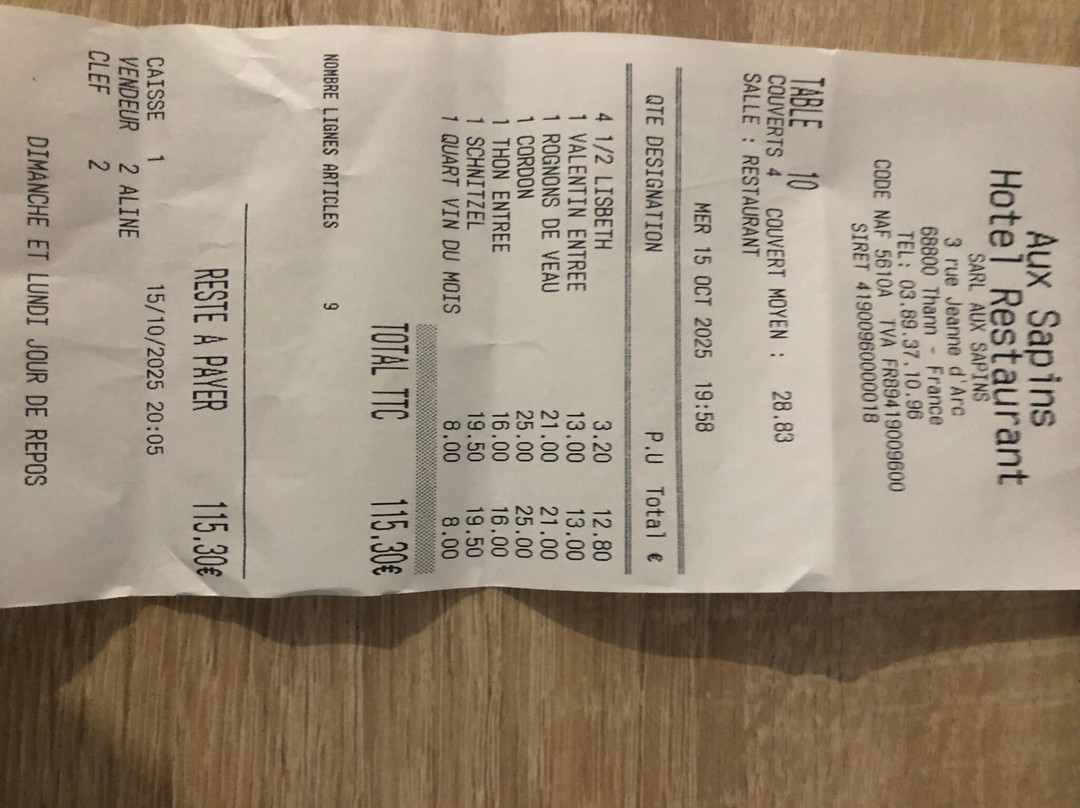 Aux Sapins
Hotel Restaurant
SARL AUX SAPINS
3 rue Jeanne d'Arc
68800 Thann - France
TEL: 03.89.37.10.96
CODE NAF 5610A TVA FR89419009600
SIRET 41900960000018
TABLE 10
COUVERTS 4 COUVERT MOYEN : 28.83
SALLE : RESTAURANT
MER 15 OCT 2025 19:58
QTE DESIGNATION P.U Total €
4 1/2 LISBETH 3.20 12.80
1 VALENTIN ENTREE 13.00 13.00
1 ROGNONS DE VEAU 21.00 21.00
1 CORDON 25.00 25.00
1 THON ENTREE 16.00 16.00
1 SCHNITZEL 19.50 19.50
1 QUART VIN DU MOIS 8.00 8.00
TOTAL TTC 115.30€
NOMBRE LIGNES ARTICLES 9
RESTE A PAYER 115.30€
CAISSE 1 15/10/2025 20:05
VENDEUR 2 ALINE
CLEF 2
DIMANCHE ET LUNDI JOUR DE REPOS